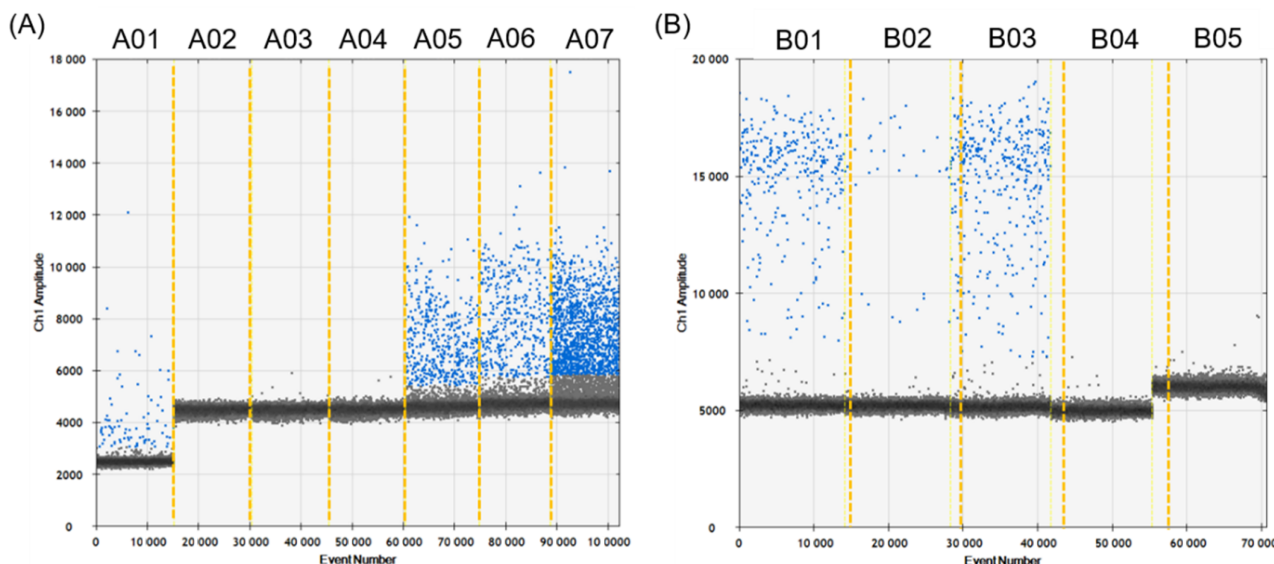 (A)
A01 A02 A03 A04 A05 A06 A07
18 000
16 000
14 000
12 000
10 000
8000
6000
4000
2000
0
Ch1 Amplitude
0 10 000 20 000 30 000 40 000 50 000 60 000 70 000 80 000 90 000 1 00 000
Event Number
(B)
B01 B02 B03 B04 B05
20 000
15 000
10 000
5000
0
Ch1 Amplitude
0 10 000 20 000 30 000 40 000 50 000 60 000 70 000
Event Number